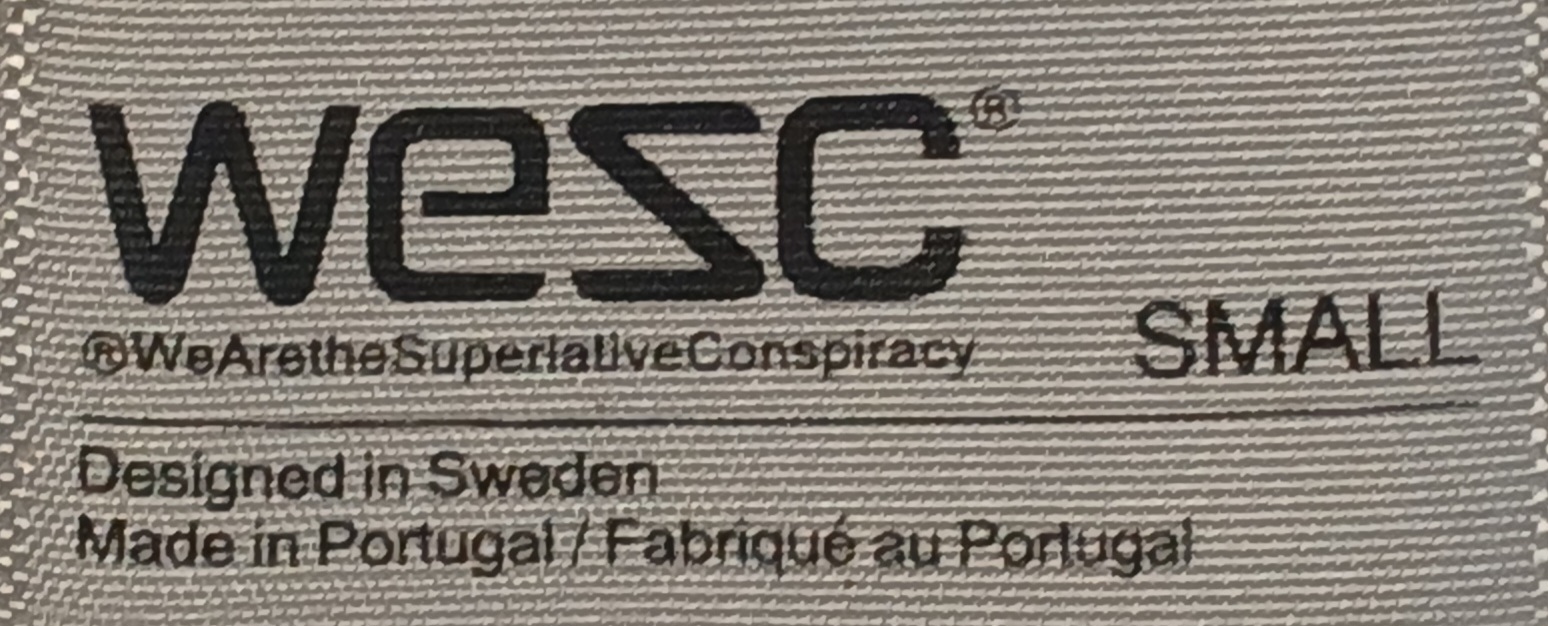 wesc®
®WeAretheSuperlativeConspiracy
SMALL
Designed in Sweden
Made in Portugal / Fabriqué au Portugal